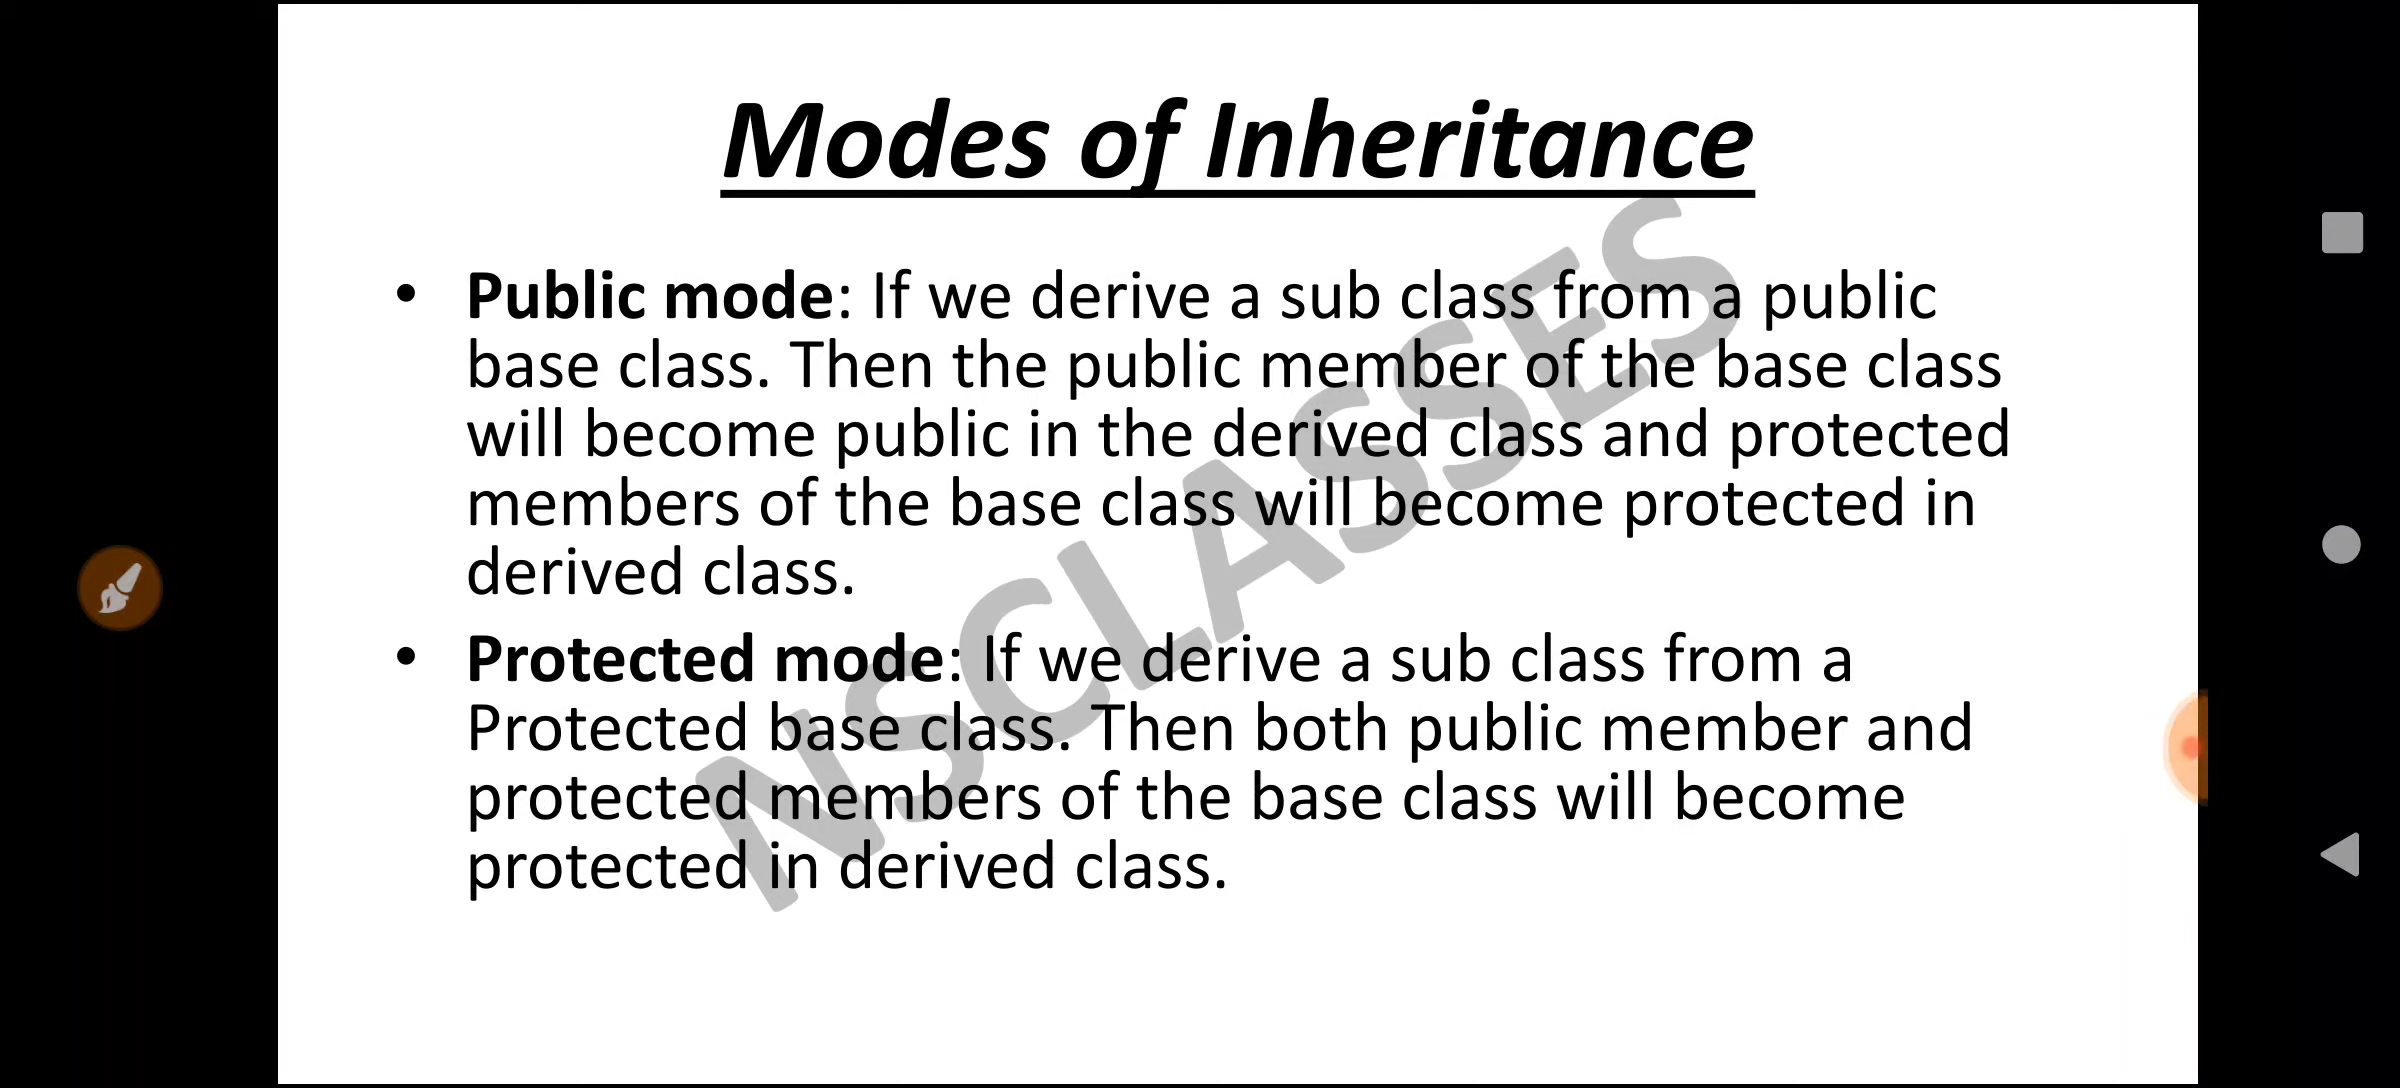 Modes of Inheritance
• Public mode: If we derive a sub class from a public
base class. Then the public member of the base class
will become public in the derived class and protected
members of the base class will become protected in
derived class.
• Protected mode: If we derive a sub class from a
Protected base class. Then both public member and
protected members of the base class will become
protected in derived class.
NSCLASSES